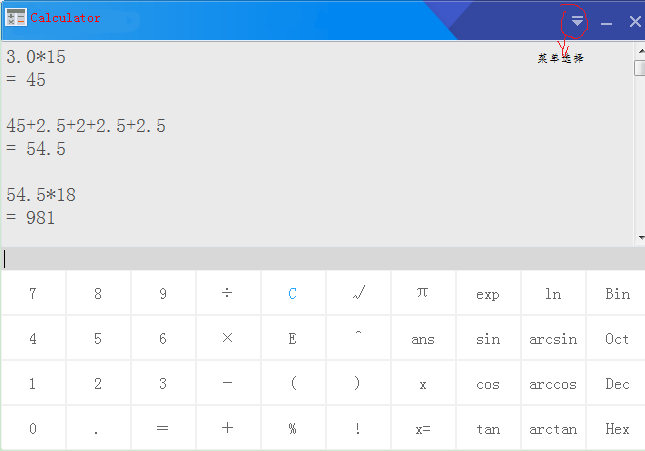 Calculator
菜单选择
3.0*15
= 45
45+2.5+2+2.5+2.5
= 54.5
54.5*18
= 981
7 8 9 ÷ C √ π exp ln Bin
4 5 6 × E ^ ans sin arcsin Oct
1 2 3 - ( ) x cos arccos Dec
0 . = + % ! x= tan arctan Hex